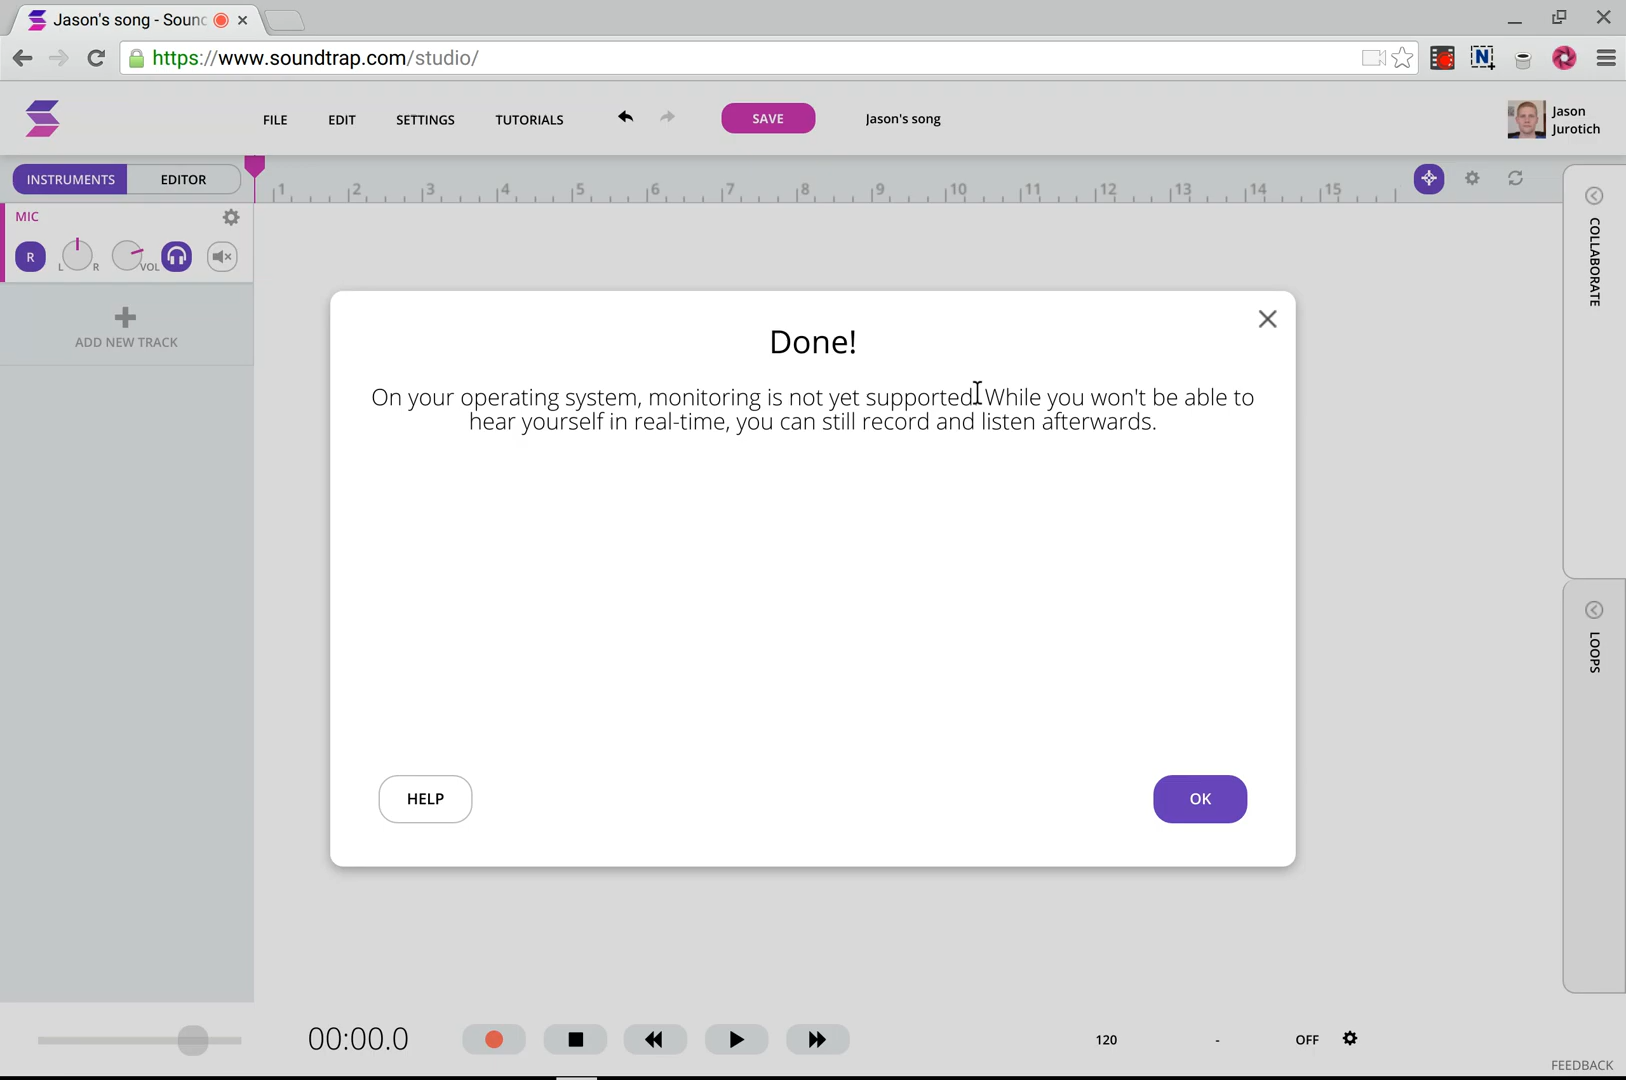 Jason's song - Sounc
https://www.soundtrap.com/studio/
N
FILE
EDIT
SETTINGS
TUTORIALS
SAVE
Jason's song
Jason
Jurotich
INSTRUMENTS
EDITOR
1 2 3 4 5 6 7 8 9 10 11 12 13 14 15
MIC
R
L
R
VOL
ADD NEW TRACK
COLLABORATE
LOOPS
Done!
On your operating system, monitoring is not yet supported. While you won't be able to
hear yourself in real-time, you can still record and listen afterwards.
HELP
OK
00:00.0
120
-
OFF
FEEDBACK